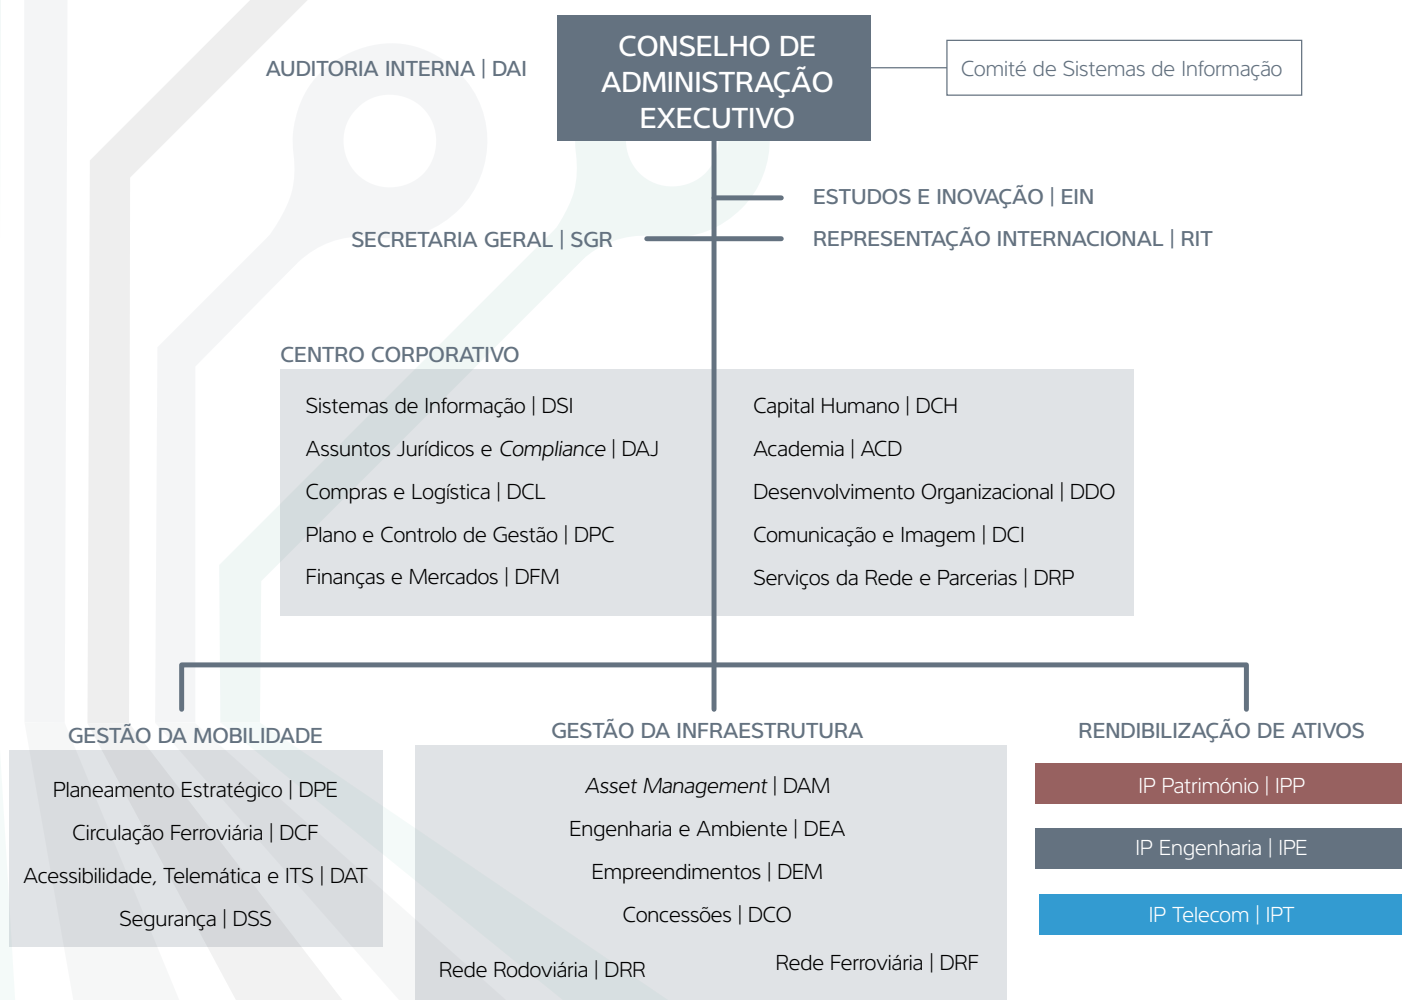 CONSELHO DE
ADMINISTRAÇÃO
EXECUTIVO
AUDITORIA INTERNA | DAI
Comité de Sistemas de Informação
ESTUDOS E INOVAÇÃO | EIN
SECRETARIA GERAL | SGR
REPRESENTAÇÃO INTERNACIONAL | RIT
CENTRO CORPORATIVO
Sistemas de Informação | DSI
Assuntos Jurídicos e Compliance | DAJ
Compras e Logística | DCL
Plano e Controlo de Gestão | DPC
Finanças e Mercados | DFM
Capital Humano | DCH
Academia | ACD
Desenvolvimento Organizacional | DDO
Comunicação e Imagem | DCI
Serviços da Rede e Parcerias | DRP
GESTÃO DA MOBILIDADE
Planeamento Estratégico | DPE
Circulação Ferroviária | DCF
Acessibilidade, Telemática e ITS | DAT
Segurança | DSS
GESTÃO DA INFRAESTRUTURA
Asset Management | DAM
Engenharia e Ambiente | DEA
Empreendimentos | DEM
Concessões | DCO
Rede Rodoviária | DRR
Rede Ferroviária | DRF
RENDIBILIZAÇÃO DE ATIVOS
IP Património | IPP
IP Engenharia | IPE
IP Telecom | IPT